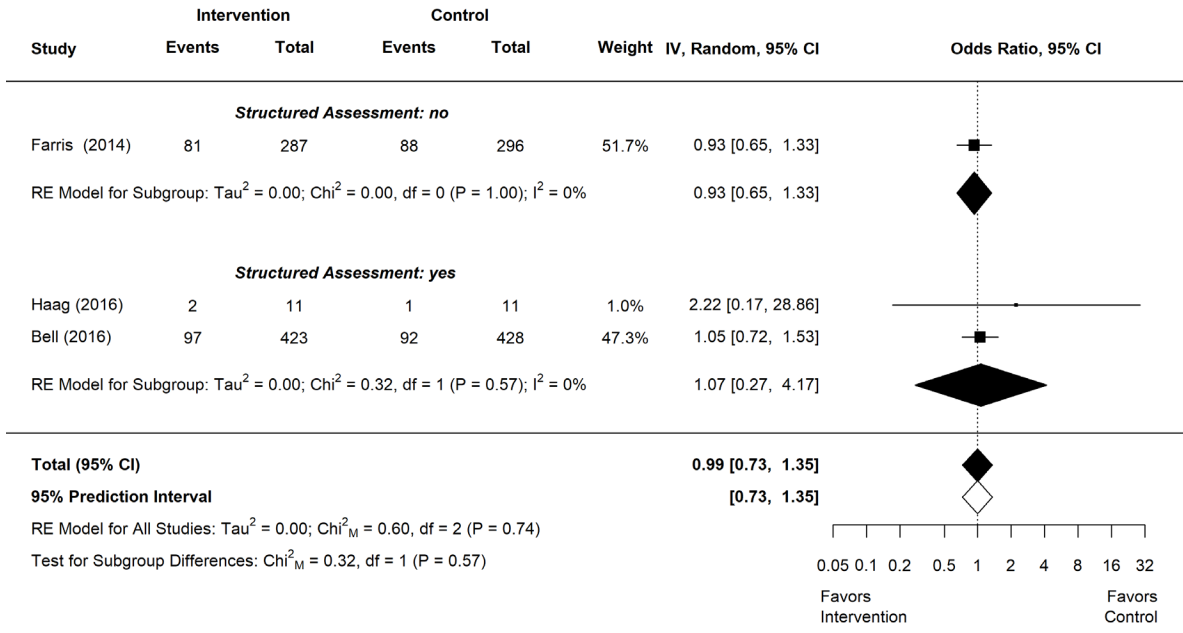 Intervention Control
Study Events Total Events Total Weight IV, Random, 95% CI Odds Ratio, 95% CI
Structured Assessment: no
Farris (2014) 81 287 88 296 51.7% 0.93 [0.65, 1.33]
RE Model for Subgroup: Tau² = 0.00; Chi² = 0.00, df = 0 (P = 1.00); I² = 0% 0.93 [0.65, 1.33]
Structured Assessment: yes
Haag (2016) 2 11 1 11 1.0% 2.22 [0.17, 28.86]
Bell (2016) 97 423 92 428 47.3% 1.05 [0.72, 1.53]
RE Model for Subgroup: Tau² = 0.00; Chi² = 0.32, df = 1 (P = 0.57); I² = 0% 1.07 [0.27, 4.17]
Total (95% CI) 0.99 [0.73, 1.35]
95% Prediction Interval [0.73, 1.35]
RE Model for All Studies: Tau² = 0.00; Chi²M = 0.60, df = 2 (P = 0.74)
Test for Subgroup Differences: Chi²M = 0.32, df = 1 (P = 0.57)
0.05 0.1 0.2 0.5 1 2 4 8 16 32
Favors Favors
Intervention Control